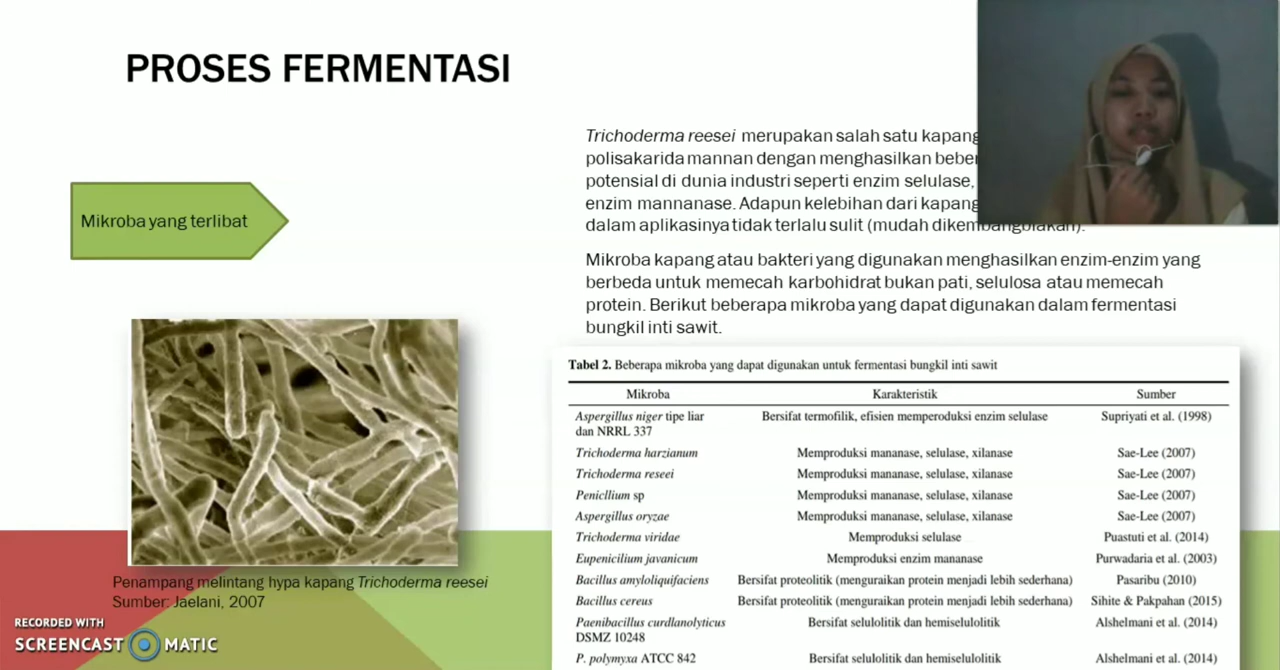 PROSES FERMENTASI
Mikroba yang terlibat
Trichoderma reesei merupakan salah satu kapang
polisakarida mannan dengan menghasilkan
potensial di dunia industri seperti enzim selulase,
enzim mannanase. Adapun kelebihan dari kapang
dalam aplikasinya tidak terlalu sulit (mudah dikembangbiakan).
Mikroba kapang atau bakteri yang digunakan menghasilkan enzim-enzim yang
berbeda untuk memecah karbohidrat bukan pati, selulosa atau memecah
protein. Berikut beberapa mikroba yang dapat digunakan dalam fermentasi
bungkil inti sawit.
Tabel 2. Beberapa mikroba yang dapat digunakan untuk fermentasi bungkil inti sawit
Mikroba Karakteristik Sumber
Aspergillus niger tipe liar Bersifat termofilik, efisien memperoduksi enzim selulase Supriyati et al. (1998)
dan NRRL 337
Trichoderma harzianum Memproduksi mananase, selulase, xilanase Sae-Lee (2007)
Trichoderma reseei Memproduksi mananase, selulase, xilanase Sae-Lee (2007)
Penicllium sp Memproduksi mananase, selulase, xilanase Sae-Lee (2007)
Aspergillus oryzae Memproduksi mananase, selulase, xilanase Sae-Lee (2007)
Trichoderma viridae Memproduksi selulase Puastuti et al. (2014)
Eupenicilium javanicum Memproduksi enzim mananase Purwadaria et al. (2003)
Bacillus amyloliquifaciens Bersifat proteolitik (menguraikan protein menjadi lebih sederhana) Pasaribu (2010)
Bacillus cereus Bersifat proteolitik (menguraikan protein menjadi lebih sederhana) Sihite & Pakpahan (2015)
Paenibacillus curdlanolyticus Bersifat selulolitik dan hemiselulolitik Alshelmani et al. (2014)
DSMZ 10248
P. polymyxa ATCC 842 Bersifat selulolitik dan hemiselulolitik Alshelmani et al. (2014)
Penampang melintang hypa kapang Trichoderma reesei
Sumber: Jaelani, 2007
RECORDED WITH
SCREENCAST MATIC